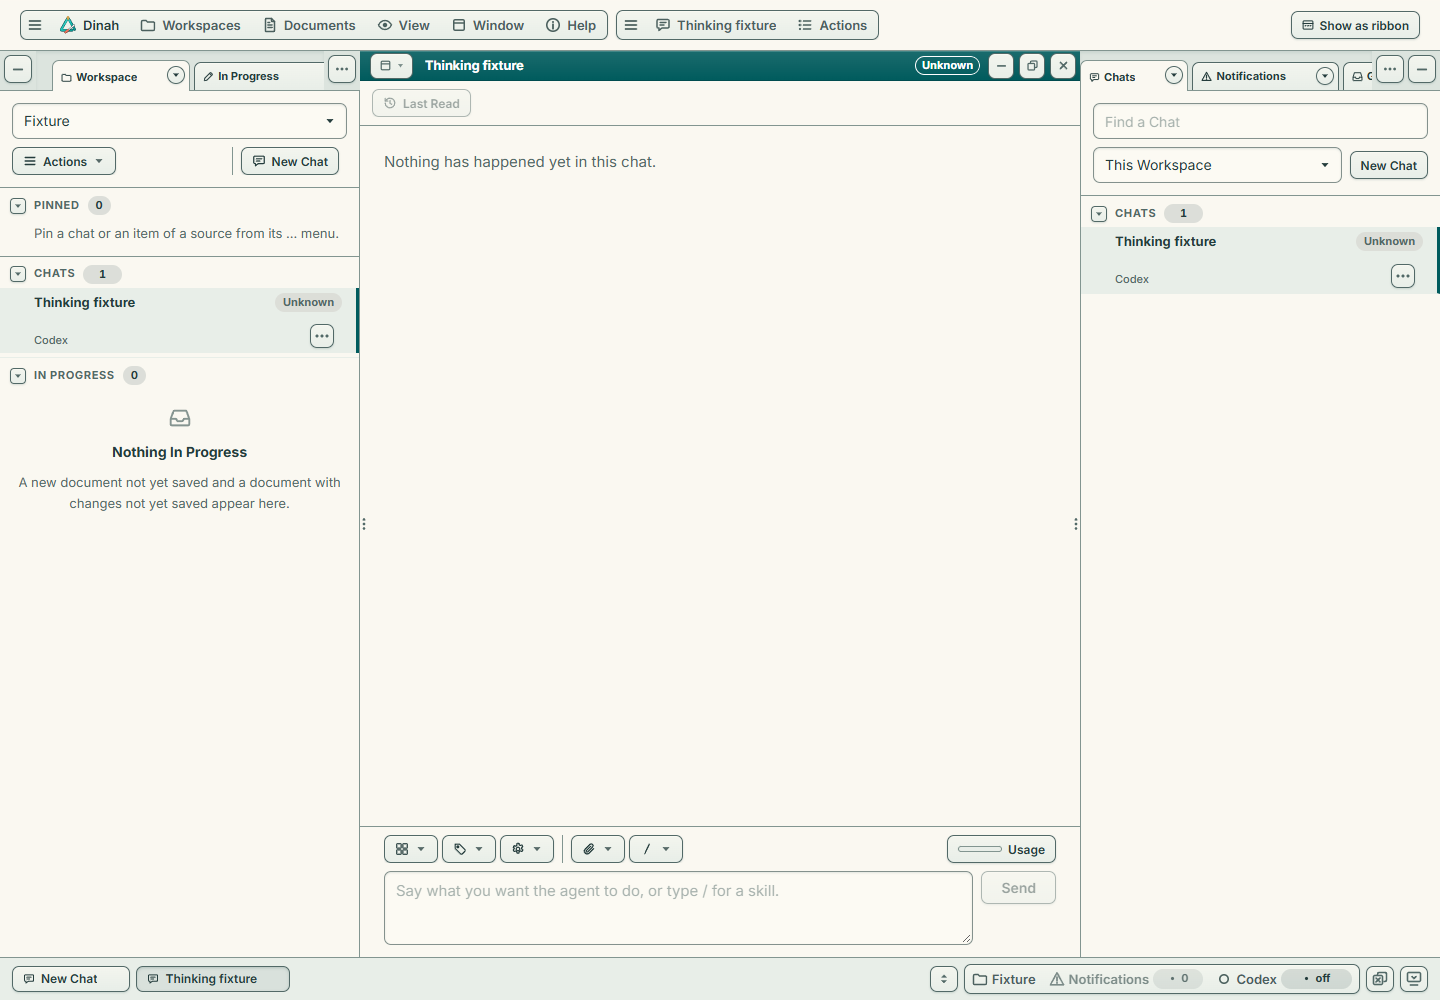 Dinah Workspaces Documents View Window Help Thinking fixture Actions Show as ribbon
Workspace In Progress
Thinking fixture Unknown
Chats Notifications
Fixture
Actions New Chat
PINNED 0
Pin a chat or an item of a source from its ... menu.
CHATS 1
Thinking fixture Unknown
Codex
IN PROGRESS 0
Nothing In Progress
A new document not yet saved and a document with
changes not yet saved appear here.
Last Read
Nothing has happened yet in this chat.
/ Usage
Say what you want the agent to do, or type / for a skill.
Send
Find a Chat
This Workspace New Chat
CHATS 1
Thinking fixture Unknown
Codex
New Chat Thinking fixture Fixture Notifications • 0 Codex • off